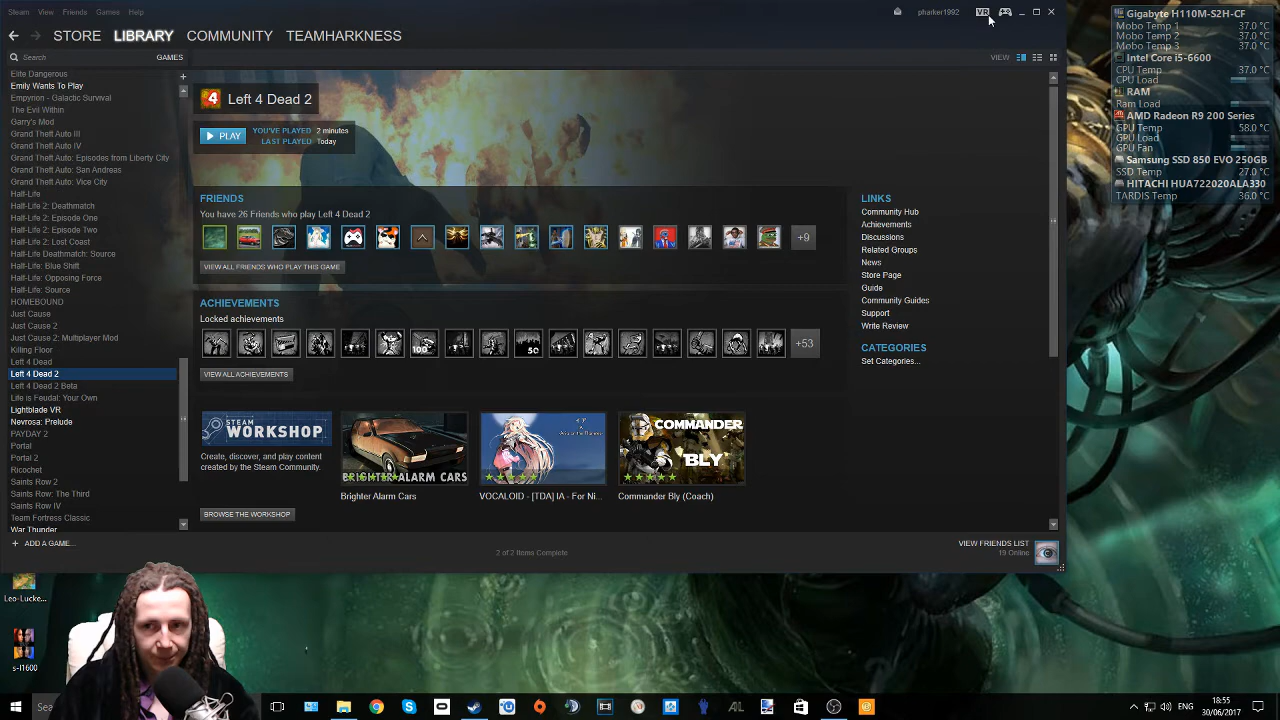 Steam View Friends Games Help
pharker1992 VR
STORE LIBRARY COMMUNITY TEAMHARKNESS
Search GAMES
VIEW
Elite Dangerous
Emily Wants To Play
Empyrion - Galactic Survival
The Evil Within
Garry's Mod
Grand Theft Auto III
Grand Theft Auto IV
Grand Theft Auto: Episodes from Liberty City
Grand Theft Auto: San Andreas
Grand Theft Auto: Vice City
Half-Life
Half-Life 2: Deathmatch
Half-Life 2: Episode One
Half-Life 2: Episode Two
Half-Life 2: Lost Coast
Half-Life Deathmatch: Source
Half-Life: Blue Shift
Half-Life: Opposing Force
Half-Life: Source
HOMEBOUND
Just Cause
Just Cause 2
Just Cause 2: Multiplayer Mod
Killing Floor
Left 4 Dead
Left 4 Dead 2
Left 4 Dead 2 Beta
Life is Feudal: Your Own
Lightblade VR
Nevrosa: Prelude
PAYDAY 2
Portal
Portal 2
Ricochet
Saints Row 2
Saints Row: The Third
Saints Row IV
Team Fortress Classic
War Thunder
ADD A GAME...
Left 4 Dead 2
PLAY
YOU'VE PLAYED 2 minutes
LAST PLAYED Today
FRIENDS
You have 26 Friends who play Left 4 Dead 2
+9
VIEW ALL FRIENDS WHO PLAY THIS GAME
ACHIEVEMENTS
Locked achievements
100
50
+53
VIEW ALL ACHIEVEMENTS
STEAM WORKSHOP
Create, discover, and play content
created by the Steam Community.
BROWSE THE WORKSHOP
BRIGHTER ALARM CARS
Brighter Alarm Cars
VOCALOID - [TDA] IA - For Ni...
COMMANDER
BLY
Commander Bly (Coach)
LINKS
Community Hub
Achievements
Discussions
Related Groups
News
Store Page
Guide
Community Guides
Support
Write Review
CATEGORIES
Set Categories...
2 of 2 Items Complete
VIEW FRIENDS LIST
19 Online
Gigabyte H110M-S2H-CF
Mobo Temp 1 37.0 °C
Mobo Temp 2 37.0 °C
Mobo Temp 3 37.0 °C
Intel Core i5-6600
CPU Temp 37.0 °C
CPU Load
RAM
Ram Load
AMD Radeon R9 200 Series
GPU Temp 58.0 °C
GPU Load
GPU Fan
Samsung SSD 850 EVO 250GB
SSD Temp 27.0 °C
HITACHI HUA722020ALA330
TARDIS Temp 36.0 °C
Leo-Lucke...
s-l1600
Sea
ENG
18:55
30/06/2017